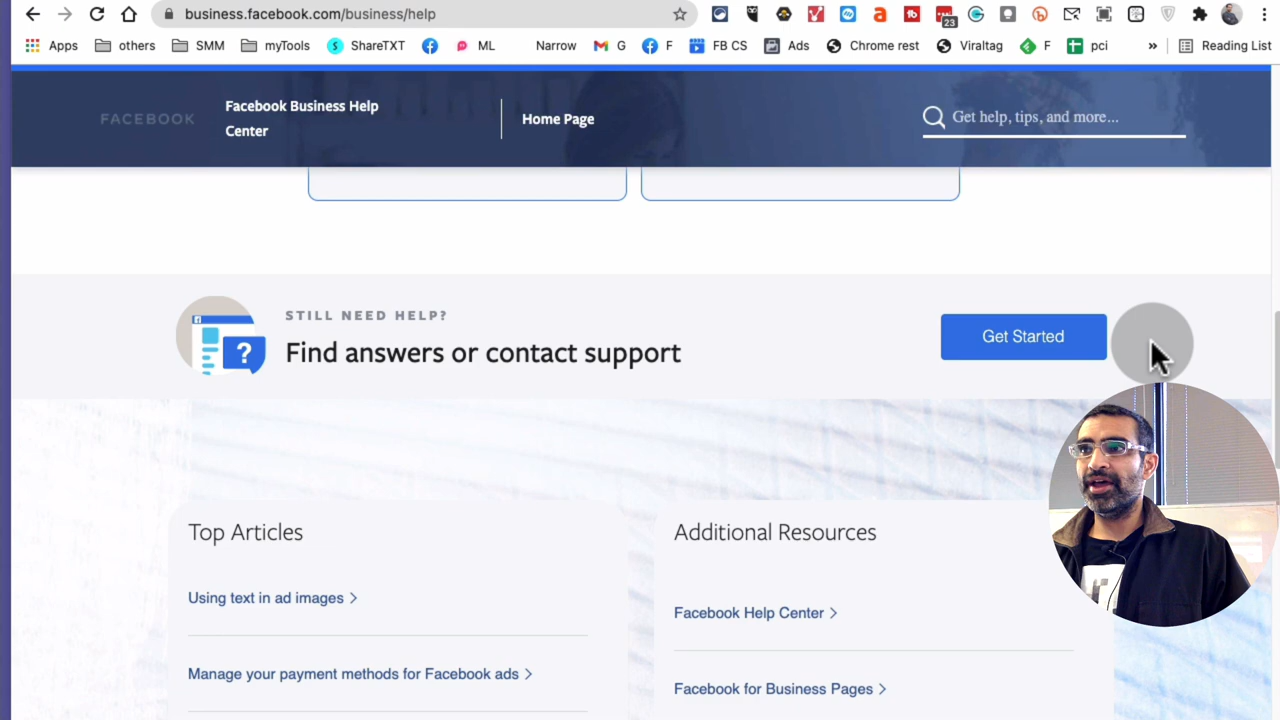 business.facebook.com/business/help
23
Apps others SMM myTools ShareTXT ML Narrow G F FB CS Ads Chrome rest Viraltag F pci » Reading List
FACEBOOK
Facebook Business Help
Center
Home Page
Get help, tips, and more...
STILL NEED HELP?
Find answers or contact support
Get Started
?
Top Articles
Additional Resources
Using text in ad images >
Facebook Help Center >
Manage your payment methods for Facebook ads >
Facebook for Business Pages >